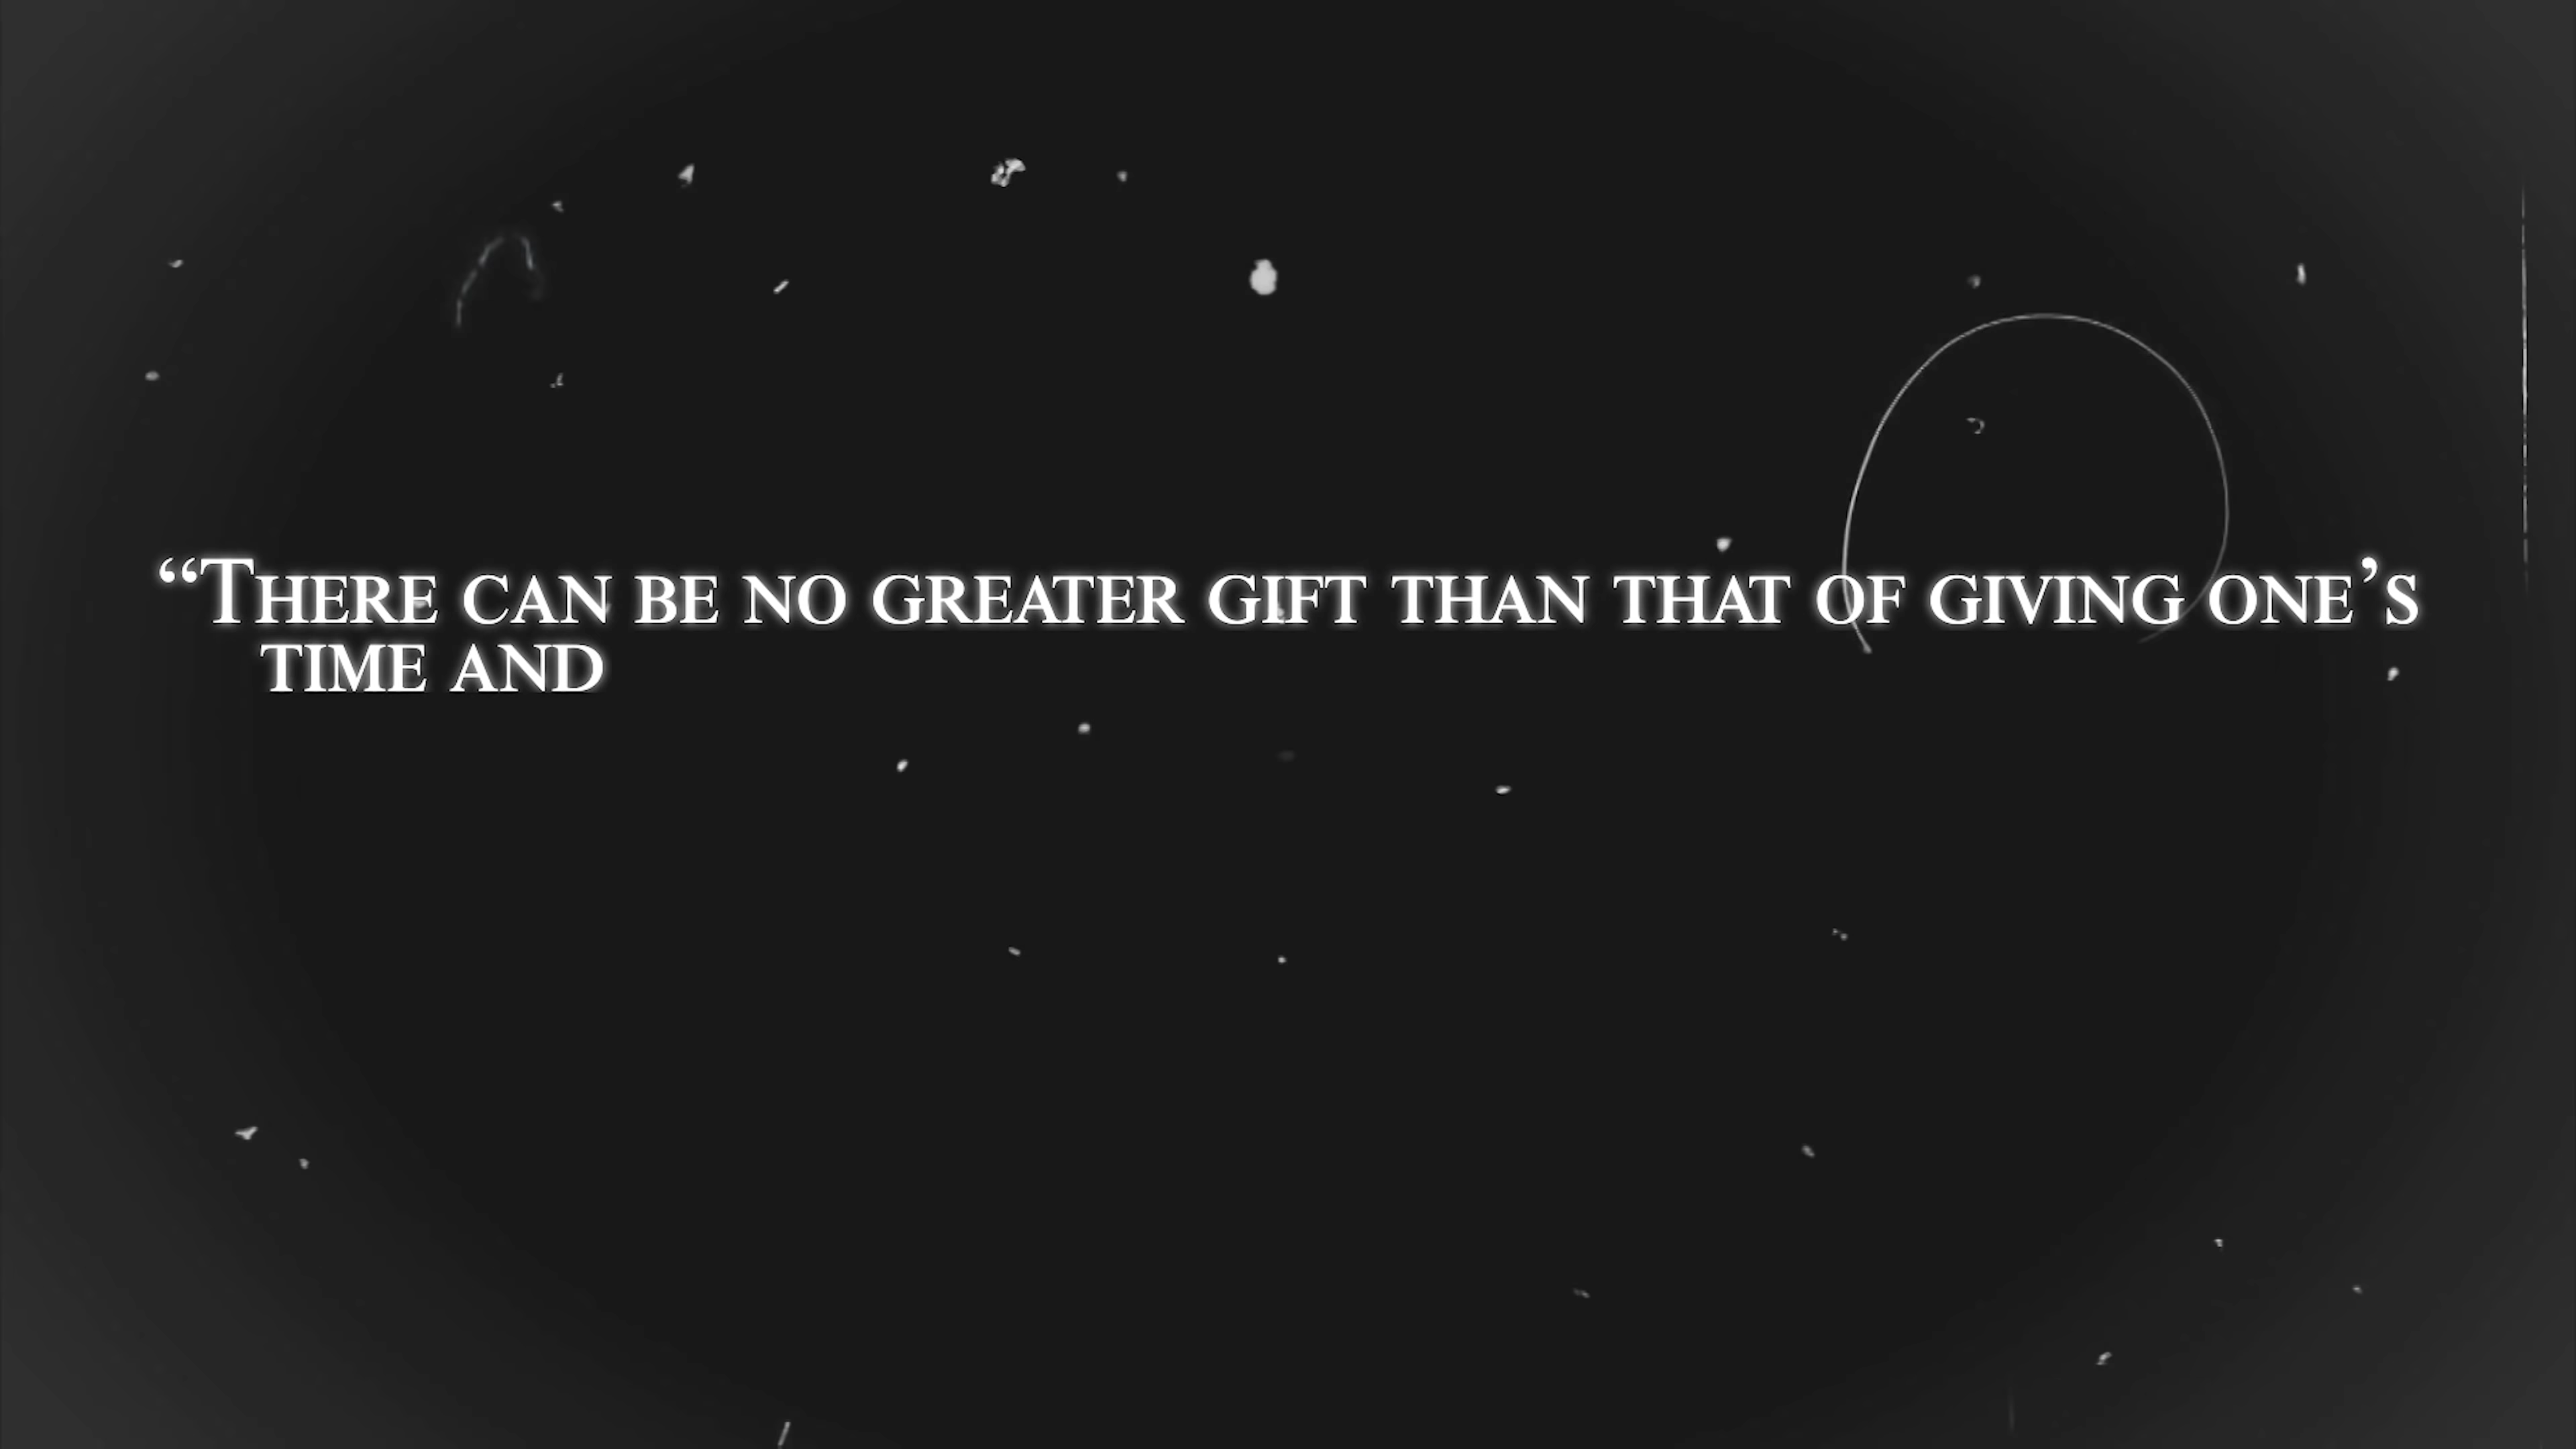 “There can be no greater gift than that of giving one’s
time and